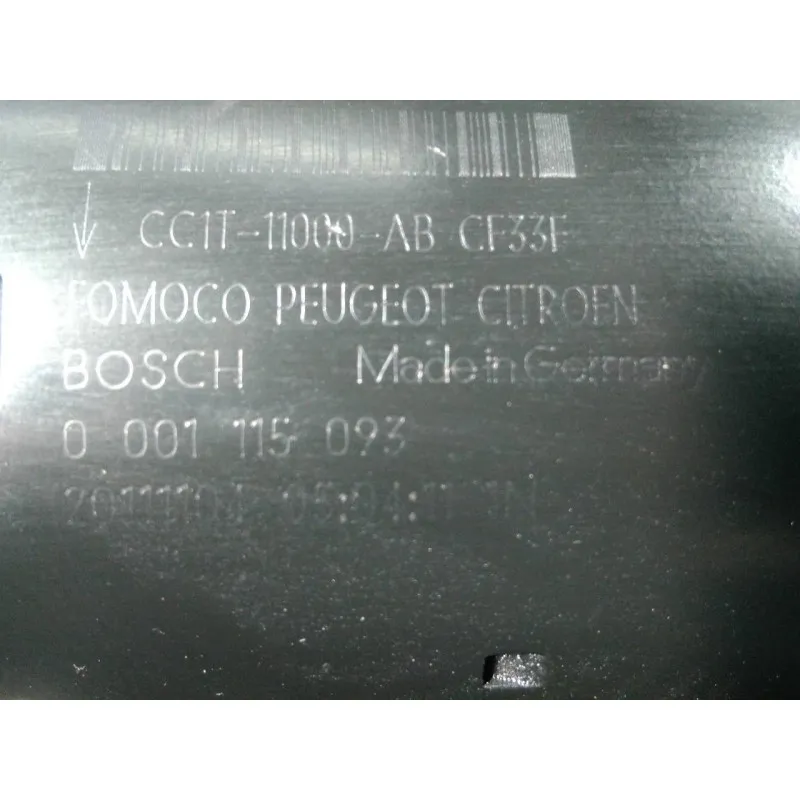 CC1T-11000-AB CF33F
FOMOCO PEUGEOT CITROEN
BOSCH Made in Germany
0 001 115 093